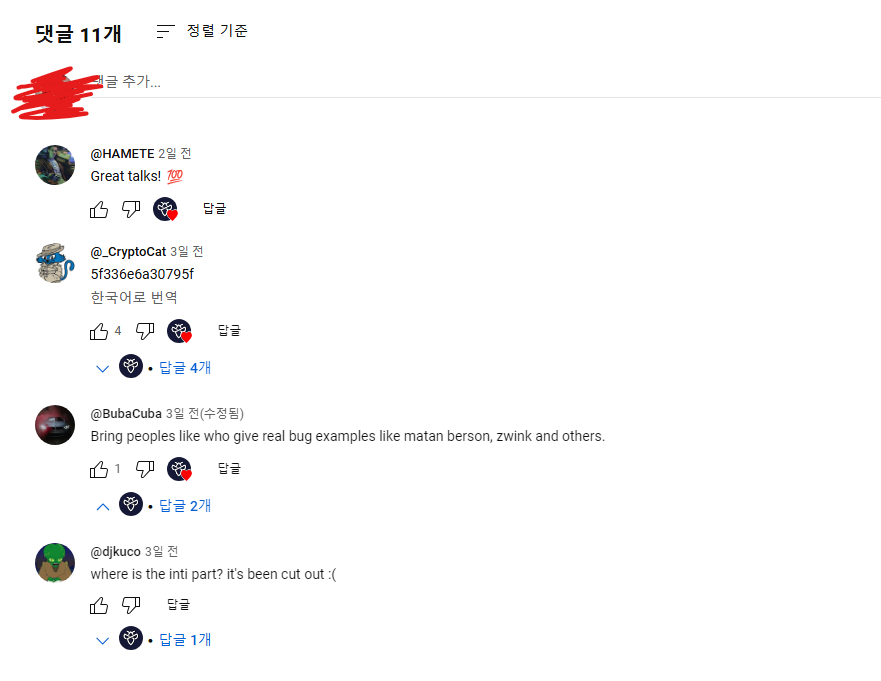 댓글 11개 정렬 기준
댓글 추가...
@HAMETE 2일 전
Great talks! 💯
답글
@_CryptoCat 3일 전
5f336e6a30795f
한국어로 번역
4 답글
• 답글 4개
@BubaCuba 3일 전(수정됨)
Bring peoples like who give real bug examples like matan berson, zwink and others.
1 답글
• 답글 2개
@djkuco 3일 전
where is the inti part? it's been cut out :(
답글
• 답글 1개